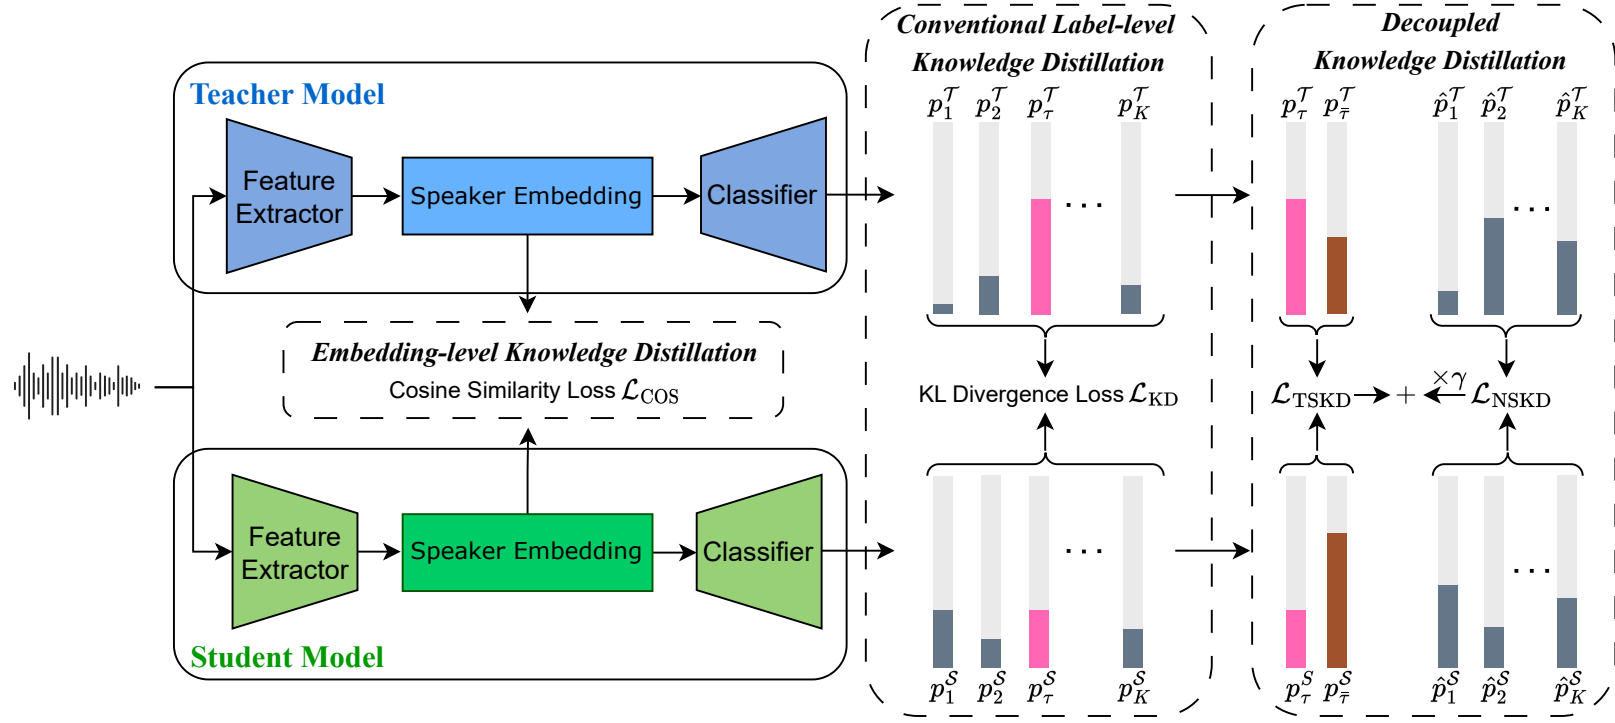 Teacher Model
Feature
Extractor
Speaker Embedding
Classifier
Embedding-level Knowledge Distillation
Cosine Similarity Loss ℒ_COS
Feature
Extractor
Speaker Embedding
Classifier
Student Model
Conventional Label-level
Knowledge Distillation
p_1^𝒯 p_2^𝒯 p_τ^𝒯 p_K^𝒯
...
KL Divergence Loss ℒ_KD
...
p_1^𝒮 p_2^𝒮 p_τ^𝒮 p_K^𝒮
Decoupled
Knowledge Distillation
p_τ^𝒯 p_τ̄^𝒯 p̂_1^𝒯 p̂_2^𝒯 p̂_K^𝒯
...
ℒ_TSKD + ×γ ℒ_NSKD
...
p_τ^𝒮 p_τ̄^𝒮 p̂_1^𝒮 p̂_2^𝒮 p̂_K^𝒮